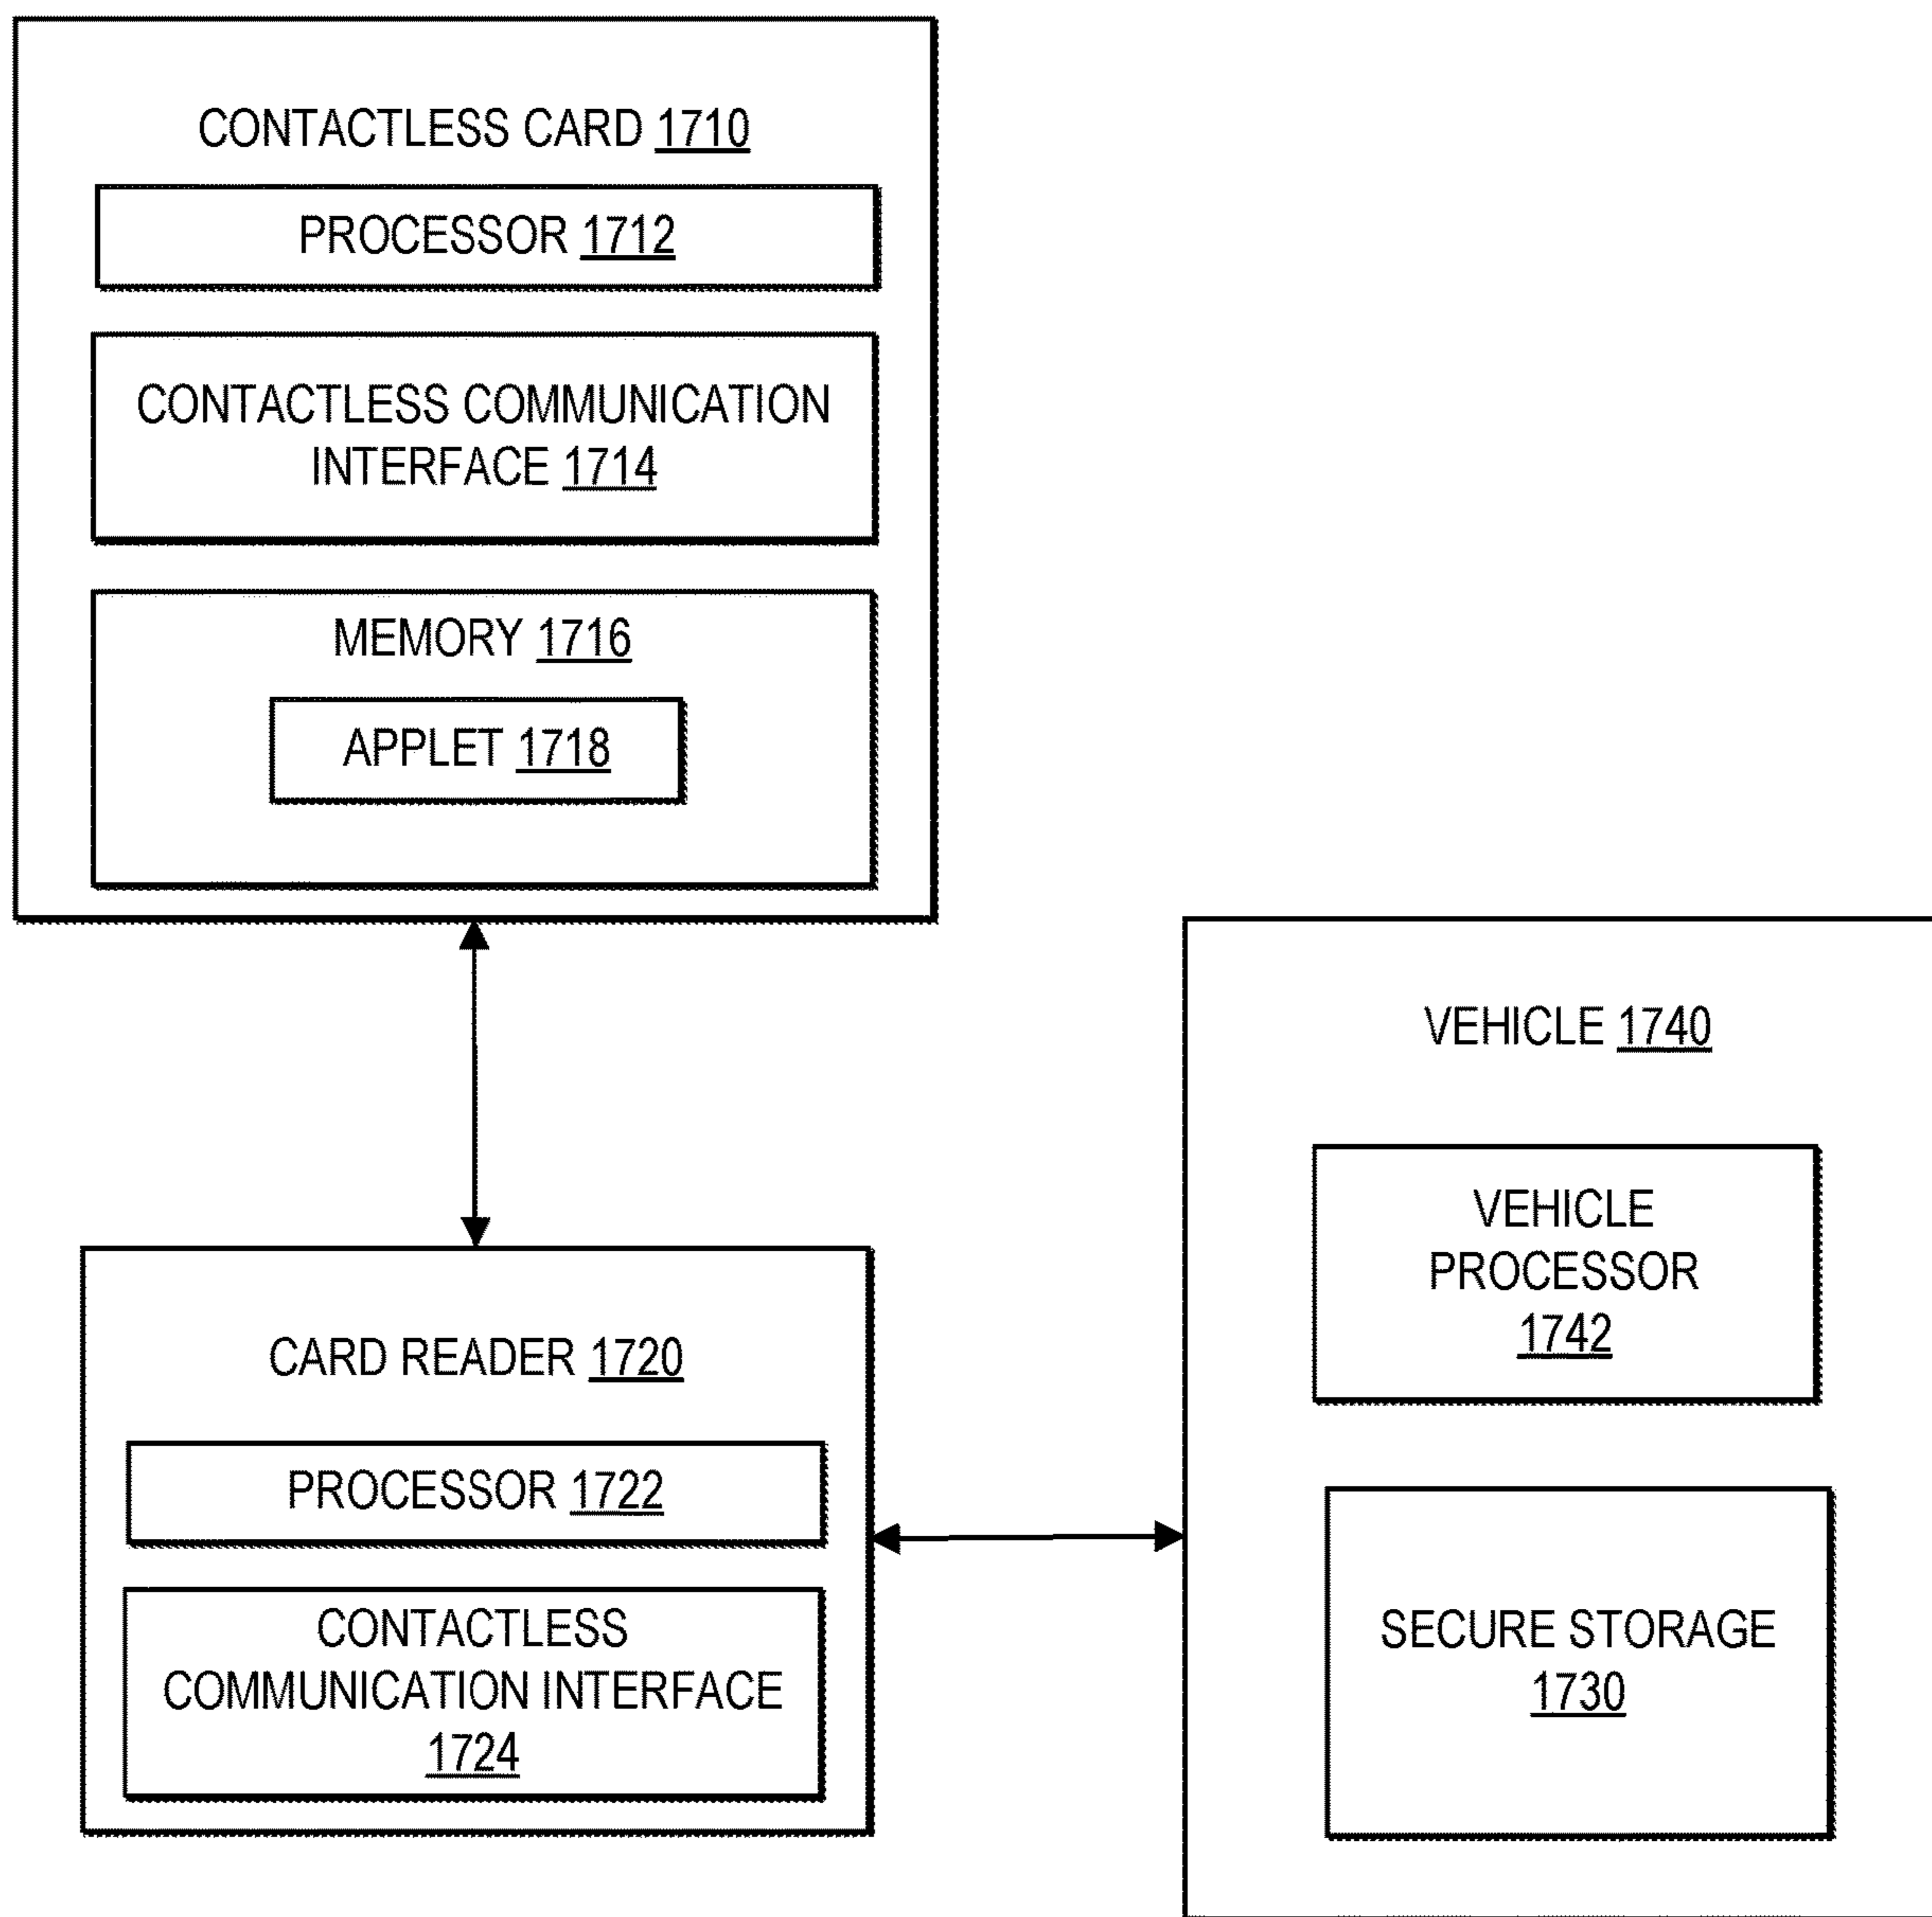 CONTACTLESS CARD 1710
PROCESSOR 1712
CONTACTLESS COMMUNICATION
INTERFACE 1714
MEMORY 1716
APPLET 1718
CARD READER 1720
PROCESSOR 1722
CONTACTLESS
COMMUNICATION INTERFACE
1724
VEHICLE 1740
VEHICLE
PROCESSOR
1742
SECURE STORAGE
1730